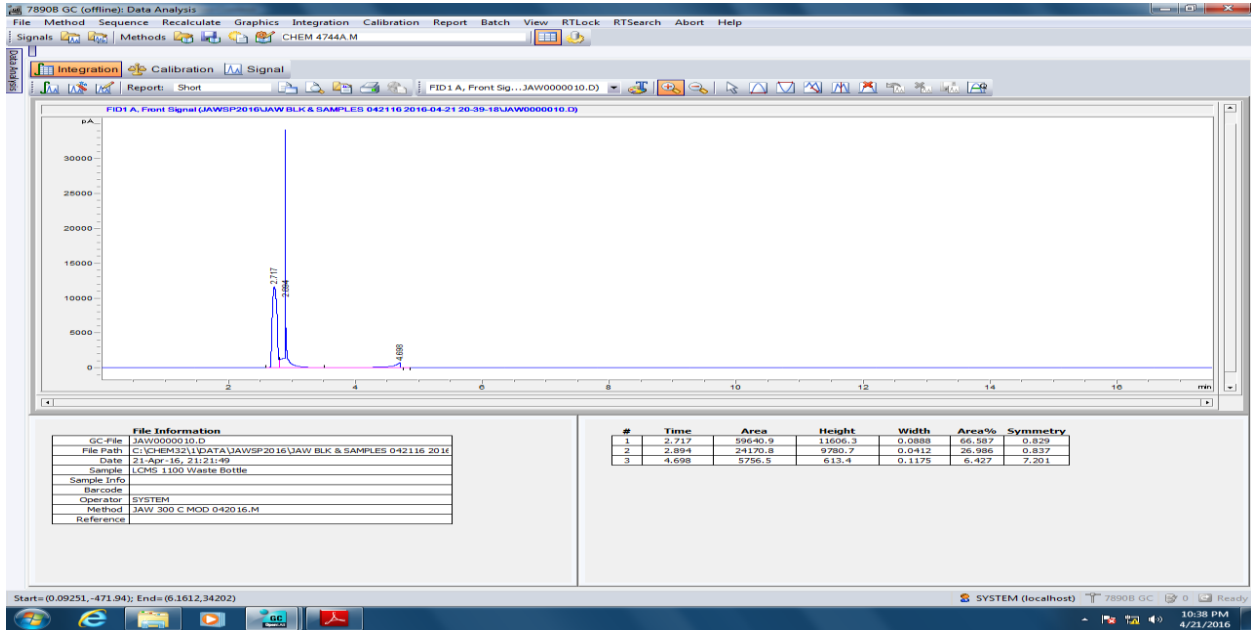 7890B GC (offline): Data Analysis
File Method Sequence Recalculate Graphics Integration Calibration Report Batch View RTLock RTSearch Abort Help
Signals Methods CHEM 4744A.M
Data Analysis
Integration Calibration Signal
Report: Short FID1 A, Front Sig...JAW0000010.D)
FID1 A, Front Signal (JAWSP2016\JAW BLK & SAMPLES 042116 2016-04-21 20-39-18\JAW0000010.D)
pA
30000
25000
20000
15000
10000
5000
0
2.717
2.894
4.698
2 4 6 8 10 12 14 16 min
File Information
GC-File JAW0000010.D
File Path C:\CHEM32\1\DATA\JAWSP2016\JAW BLK & SAMPLES 042116 2016
Date 21-Apr-16, 21:21:49
Sample LCMS 1100 Waste Bottle
Sample Info
Barcode
Operator SYSTEM
Method JAW 300 C MOD 042016.M
Reference
# Time Area Height Width Area% Symmetry
1 2.717 59640.9 11606.3 0.0888 66.587 0.829
2 2.894 24170.8 9780.7 0.0412 26.986 0.837
3 4.698 5756.5 613.4 0.1175 6.427 7.201
Start=(0.09251,-471.94); End=(6.1612,34202)
SYSTEM (localhost) 7890B GC 0 Ready
GC
10:38 PM
4/21/2016